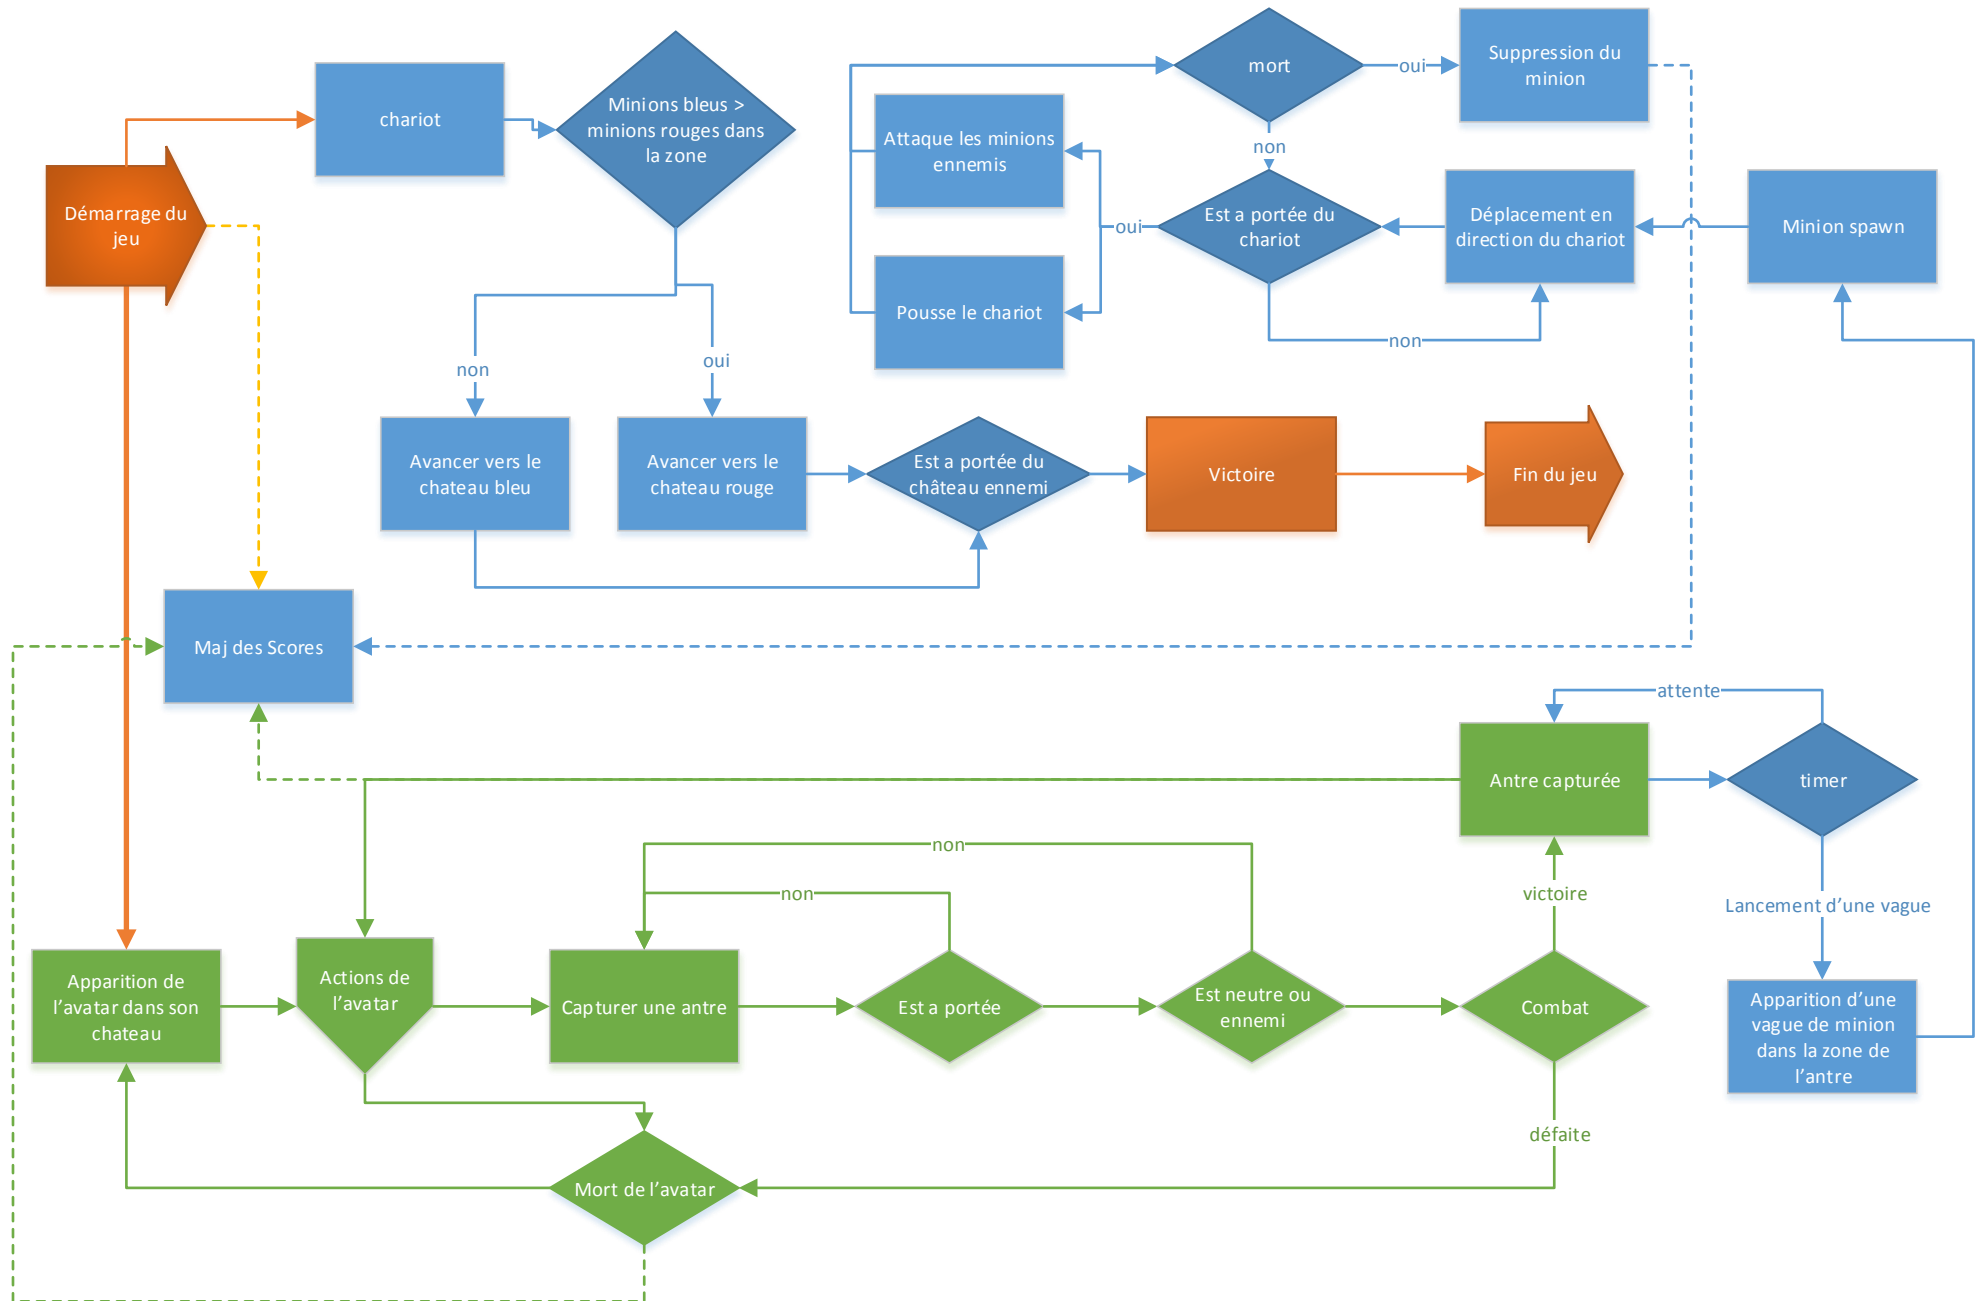 mort
oui
Suppression du
minion
chariot
Minions bleus >
minions rouges dans
la zone
Attaque les minions
ennemis
non
Démarrage du
jeu
Est a portée du
chariot
oui
Déplacement en
direction du chariot
Minion spawn
Pousse le chariot
non
non
oui
Avancer vers le
chateau bleu
Avancer vers le
chateau rouge
Est a portée du
château ennemi
Victoire
Fin du jeu
Maj des Scores
attente
Antre capturée
timer
non
non
victoire
Lancement d’une vague
Apparition de
l’avatar dans son
chateau
Actions de
l’avatar
Capturer une antre
Est a portée
Est neutre ou
ennemi
Combat
Apparition d’une
vague de minion
dans la zone de
l’antre
défaite
Mort de l’avatar